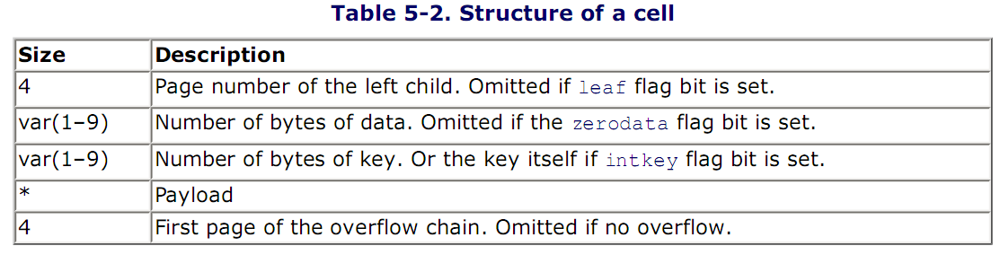 Table 5-2. Structure of a cell
Size Description
4 Page number of the left child. Omitted if leaf flag bit is set.
var(1–9) Number of bytes of data. Omitted if the zerodata flag bit is set.
var(1–9) Number of bytes of key. Or the key itself if intkey flag bit is set.
* Payload
4 First page of the overflow chain. Omitted if no overflow.